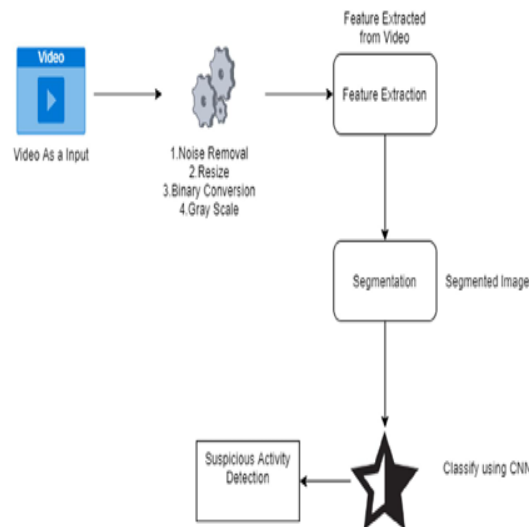 Video
Video As a Input
1.Noise Removal
2.Resize
3.Binary Conversion
4.Gray Scale
Feature Extracted
from Video
Feature Extraction
Segmentation
Segmented Image
Classify using CNN
Suspicious Activity
Detection